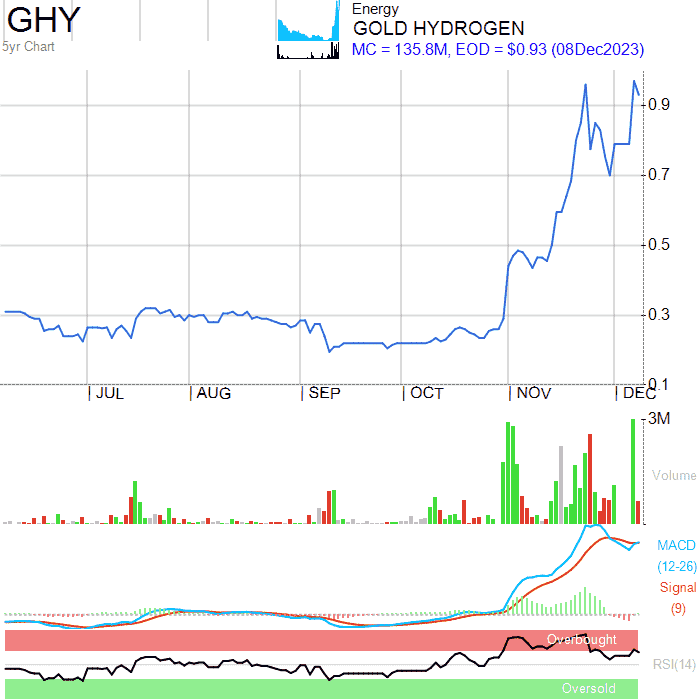 GHY
5yr Chart
Energy
GOLD HYDROGEN
MC = 135.8M, EOD = $0.93 (08Dec2023)
0.9
0.7
0.5
0.3
0.1
JUL AUG SEP OCT NOV DEC
3M
Volume
MACD
(12-26)
Signal
(9)
Overbought
RSI(14)
Oversold